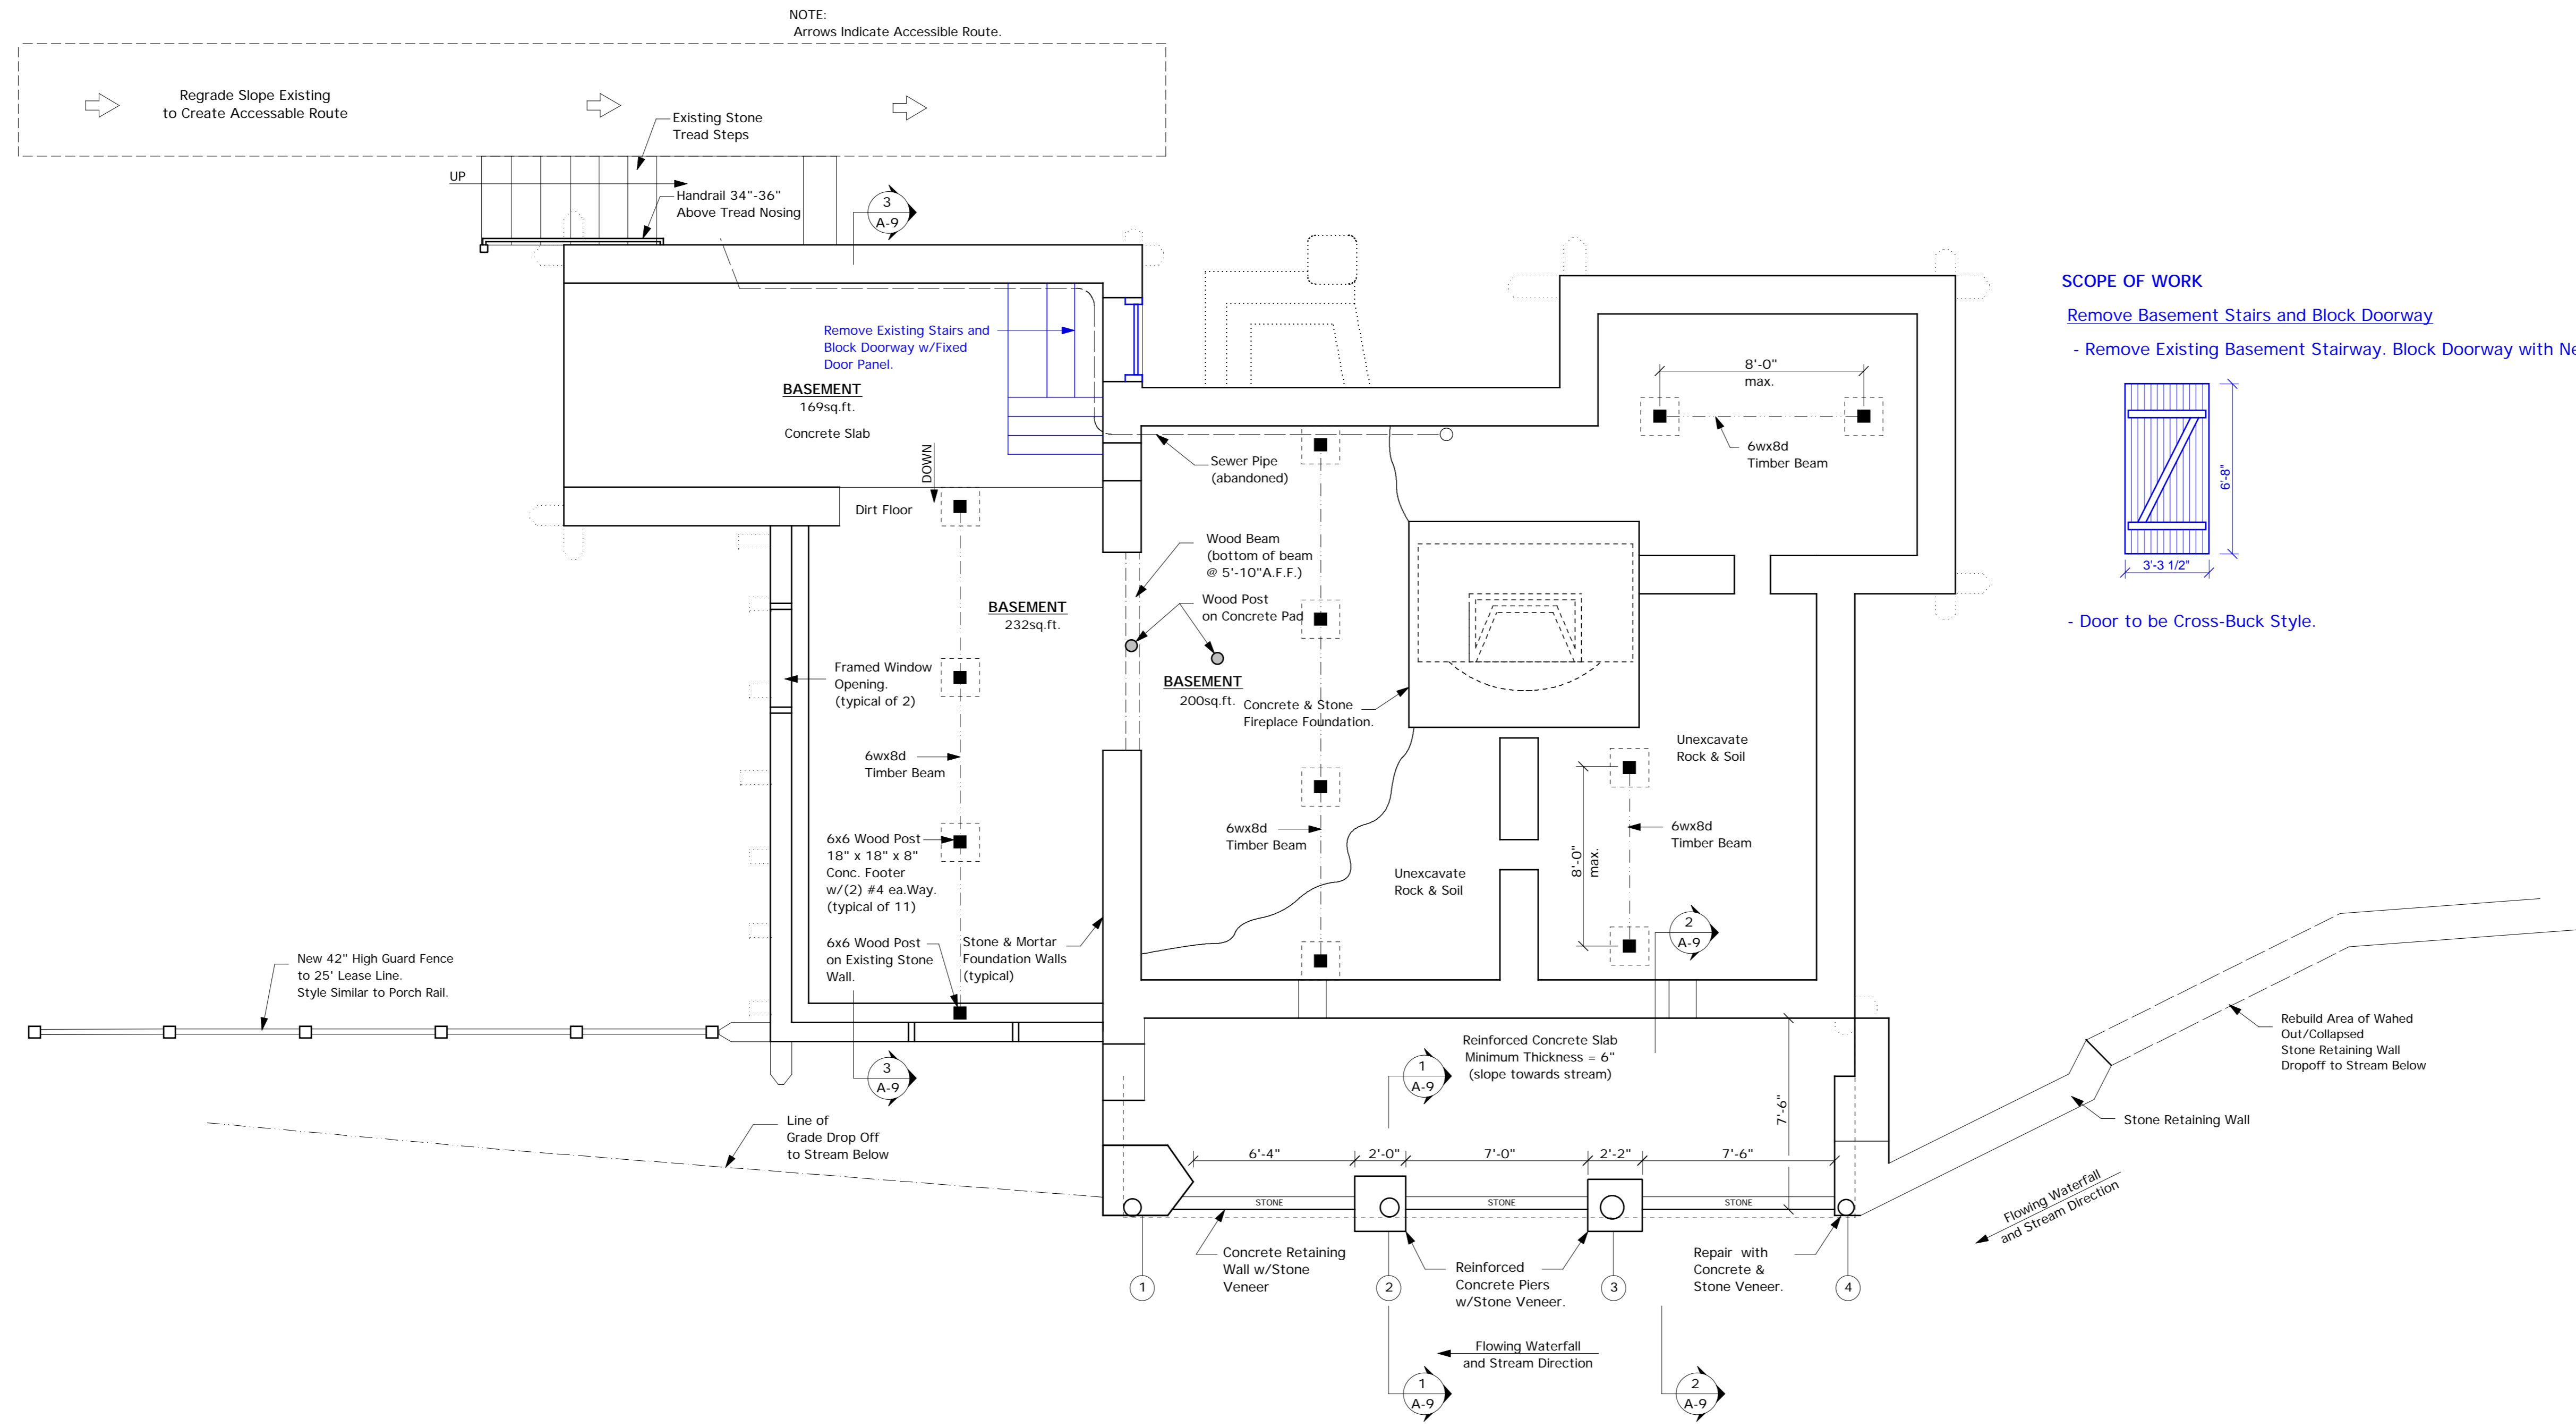 NOTE:
Arrows Indicate Accessible Route.
Regrade Slope Existing
to Create Accessable Route
Existing Stone
Tread Steps
UP
Handrail 34"-36"
Above Tread Nosing
3
A-9
SCOPE OF WORK
Remove Basement Stairs and Block Doorway
- Remove Existing Basement Stairway. Block Doorway with
6'-8"
3'-3 1/2"
- Door to be Cross-Buck Style.
Remove Existing Stairs and
Block Doorway w/Fixed
Door Panel.
BASEMENT
169sq.ft.
Concrete Slab
DOWN
Dirt Floor
8'-0"
max.
6wx8d
Timber Beam
Sewer Pipe
(abandoned)
Wood Beam
(bottom of beam
@ 5'-10"A.F.F.)
Wood Post
on Concrete Pad
BASEMENT
232sq.ft.
BASEMENT
200sq.ft.
Framed Window
Opening.
(typical of 2)
Concrete & Stone
Fireplace Foundation.
6wx8d
Timber Beam
Unexcavate
Rock & Soil
6x6 Wood Post
18" x 18" x 8"
Conc. Footer
w/(2) #4 ea.Way.
(typical of 11)
6wx8d
Timber Beam
8'-0"
max.
6wx8d
Timber Beam
Unexcavate
Rock & Soil
2
A-9
6x6 Wood Post
on Existing Stone
Wall.
Stone & Mortar
Foundation Walls
(typical)
New 42" High Guard Fence
to 25' Lease Line.
Style Similar to Porch Rail.
3
A-9
Line of
Grade Drop Off
to Stream Below
1
A-9
Reinforced Concrete Slab
Minimum Thickness = 6"
(slope towards stream)
7'-6"
Rebuild Area of Wahed
Out/Collapsed
Stone Retaining Wall
Dropoff to Stream Below
Stone Retaining Wall
6'-4"
2'-0"
7'-0"
2'-2"
7'-6"
STONE
STONE
STONE
Flowing Waterfall
and Stream Direction
Concrete Retaining
Wall w/Stone
Veneer
Reinforced
Concrete Piers
w/Stone Veneer.
Repair with
Concrete &
Stone Veneer.
1
2
3
4
Flowing Waterfall
and Stream Direction
1
A-9
2
A-9